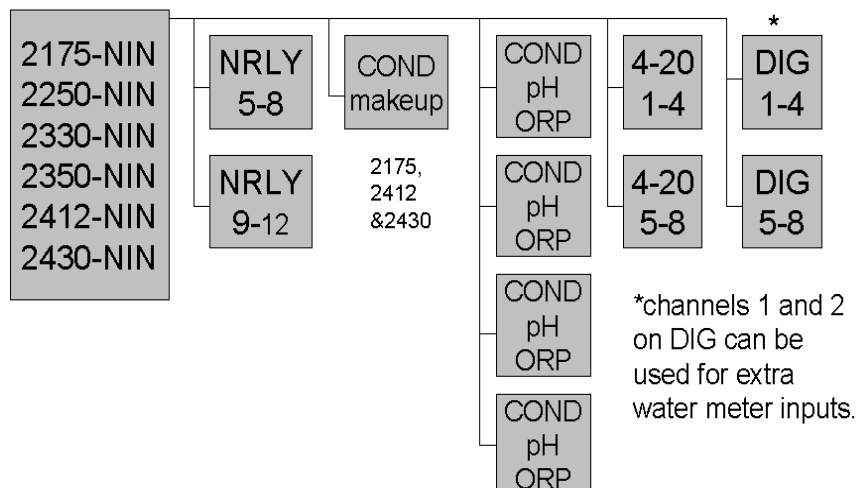 2175-NIN
2250-NIN
2330-NIN
2350-NIN
2412-NIN
2430-NIN
NRLY
5-8
NRLY
9-12
COND
makeup
2175,
2412
&2430
COND
pH
ORP
COND
pH
ORP
COND
pH
ORP
COND
pH
ORP
4-20
1-4
4-20
5-8
*
DIG
1-4
DIG
5-8
*channels 1 and 2
on DIG can be
used for extra
water meter inputs.